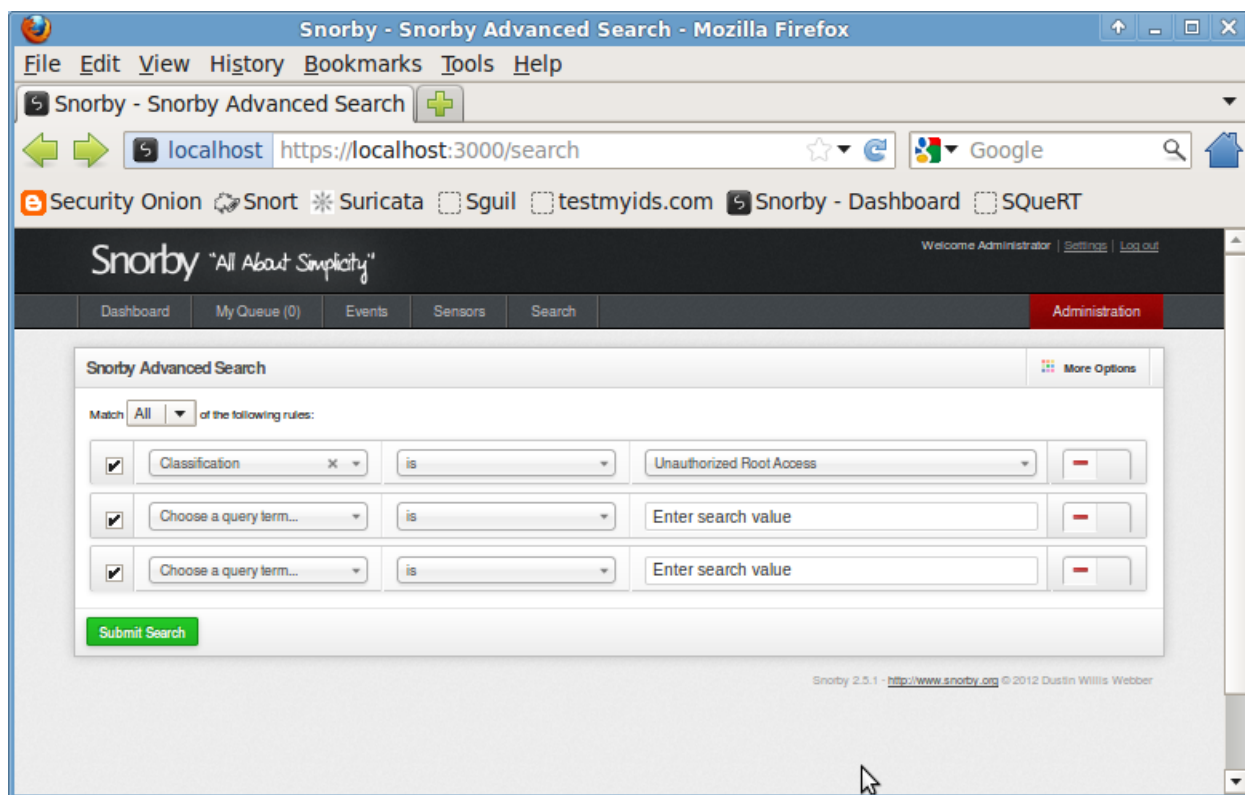 Snorby - Snorby Advanced Search - Mozilla Firefox
File Edit View History Bookmarks Tools Help
Snorby - Snorby Advanced Search
localhost https://localhost:3000/search Google
Security Onion Snort Suricata Sguil testmyids.com Snorby - Dashboard SQueRT
Welcome Administrator | Settings | Log out
Snorby "All About Simplicity"
Dashboard My Queue (0) Events Sensors Search Administration
Snorby Advanced Search More Options
Match All of the following rules:
Classification is Unauthorized Root Access
Choose a query term... is Enter search value
Choose a query term... is Enter search value
Submit Search
Snorby 2.5.1 - http://www.snorby.org © 2012 Dustin Willis Webber